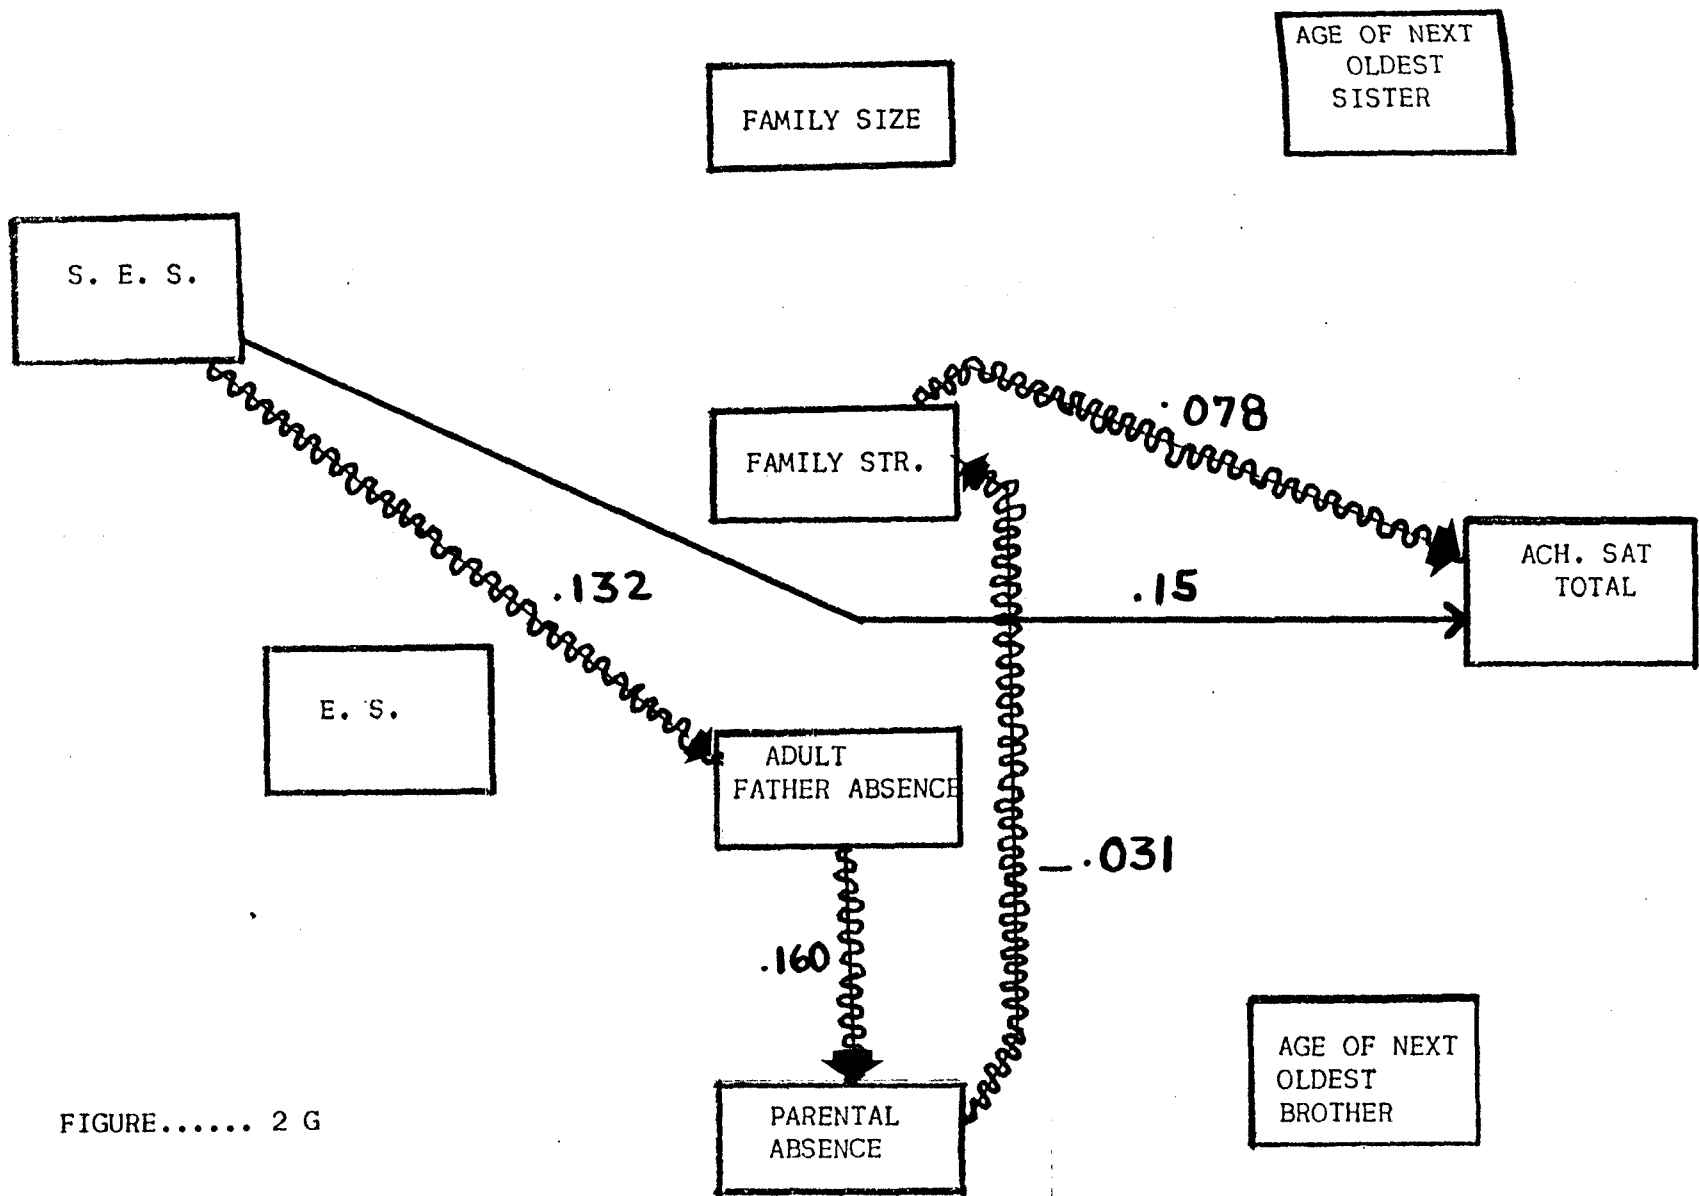 AGE OF NEXT
OLDEST
SISTER
FAMILY SIZE
S. E. S.
.078
FAMILY STR.
ACH. SAT
TOTAL
.132
.15
E. S.
ADULT
FATHER ABSENCE
-.031
.160
AGE OF NEXT
OLDEST
BROTHER
PARENTAL
ABSENCE
FIGURE...... 2 G